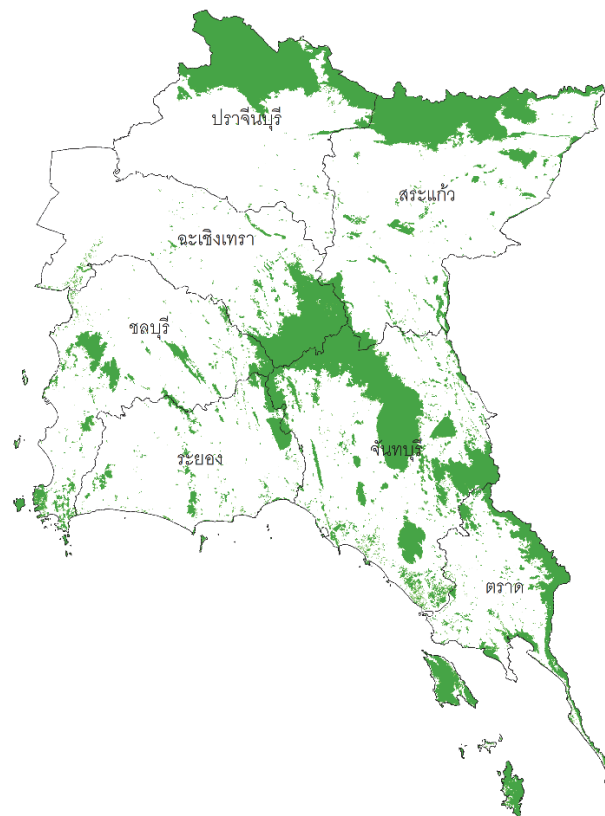 ปราจีนบุรี
สระแก้ว
ฉะเชิงเทรา
ชลบุรี
จันทบุรี
ระยอง
ตราด